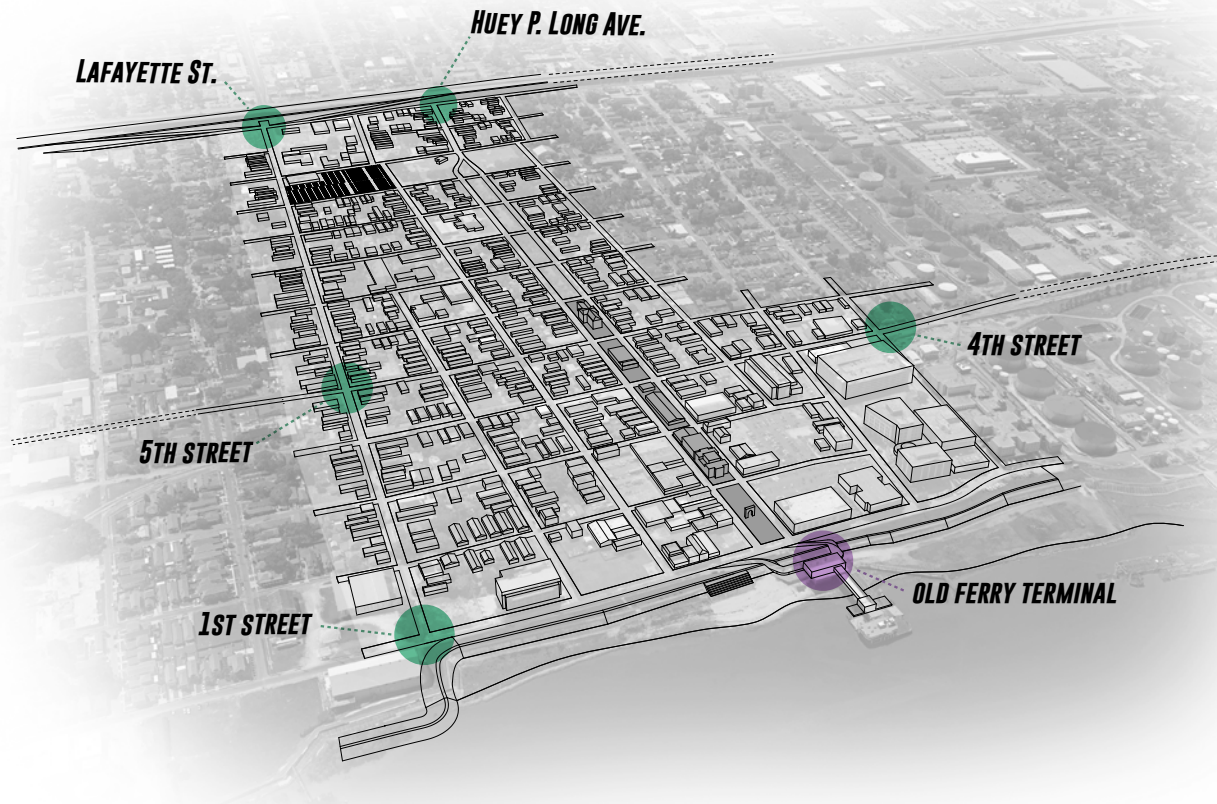 HUEY P. LONG AVE.
LAFAYETTE ST.
4TH STREET
5TH STREET
OLD FERRY TERMINAL
1ST STREET